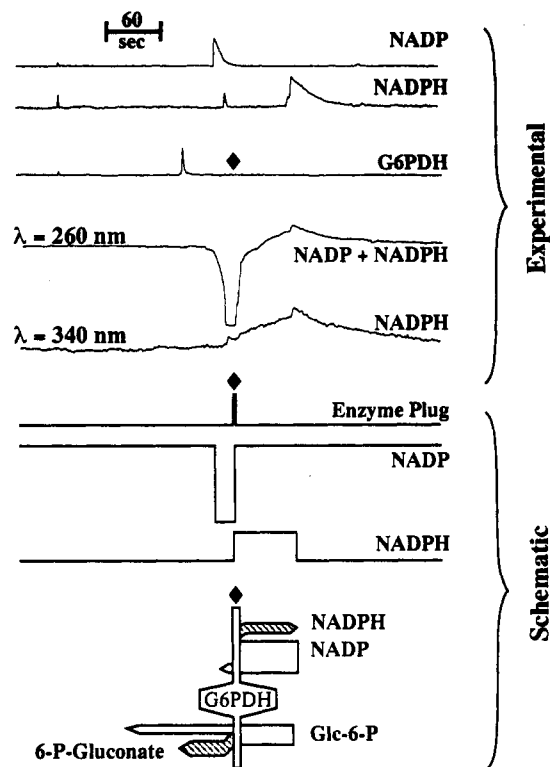 60
sec
NADP
NADPH
G6PDH
λ = 260 nm
NADP + NADPH
λ = 340 nm
NADPH
Experimental
Enzyme Plug
NADP
NADPH
NADPH
NADP
G6PDH
Glc-6-P
6-P-Gluconate
Schematic